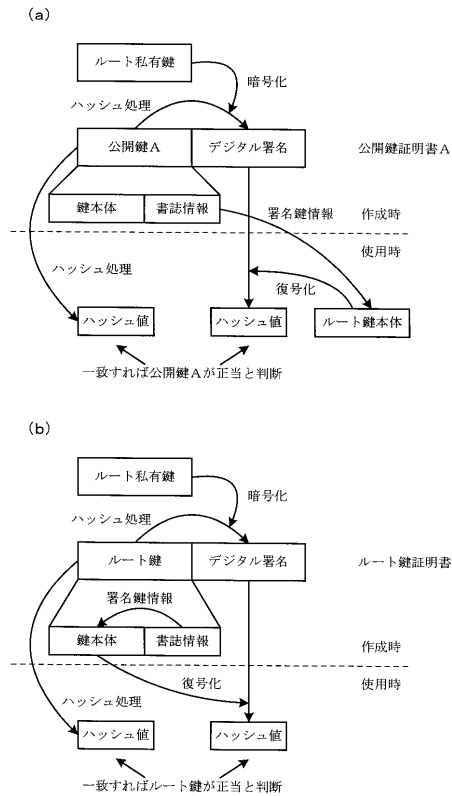 (a)
ルート私有鍵
暗号化
ハッシュ処理
公開鍵A
デジタル署名
公開鍵証明書A
鍵本体
書誌情報
署名鍵情報
作成時
使用時
ハッシュ処理
復号化
ハッシュ値
ハッシュ値
ルート鍵本体
一致すれば公開鍵Aが正当と判断
(b)
ルート私有鍵
暗号化
ハッシュ処理
ルート鍵
デジタル署名
ルート鍵証明書
署名鍵情報
鍵本体
書誌情報
作成時
使用時
復号化
ハッシュ処理
ハッシュ値
ハッシュ値
一致すればルート鍵が正当と判断